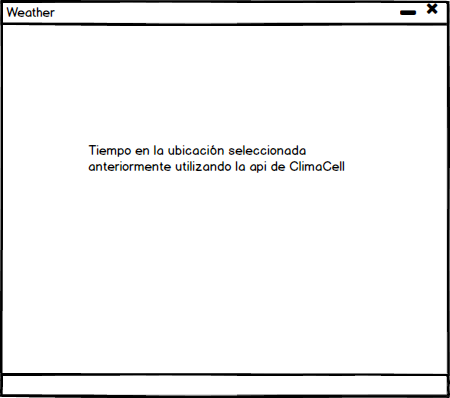 Weather
Tiempo en la ubicación seleccionada
anteriormente utilizando la api de ClimaCell